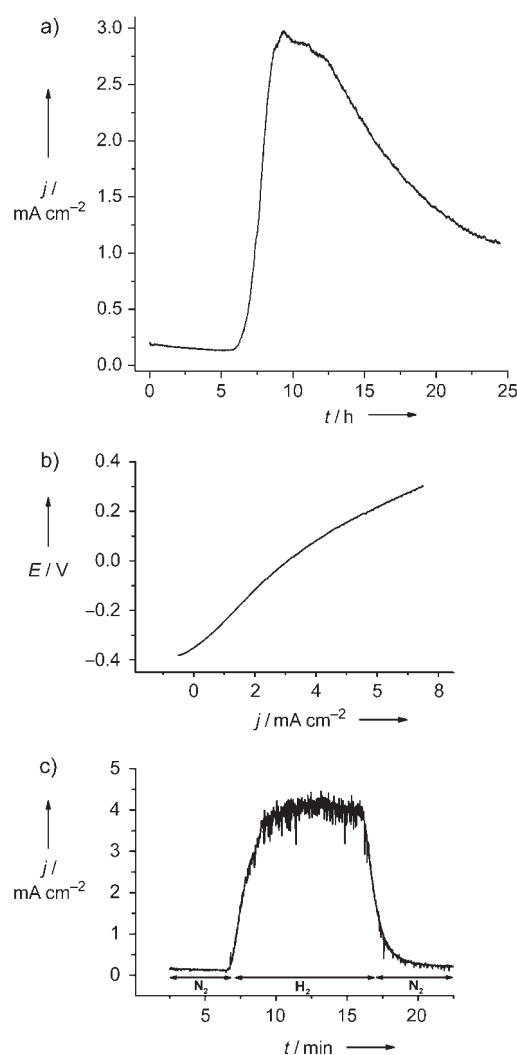 a)
3.0
2.5
2.0
1.5
1.0
0.5
0.0
j /
mA cm–2
0 5 10 15 20 25
t / h
b)
0.4
0.2
0.0
–0.2
–0.4
E / V
0 2 4 5 8
j / mA cm–2
c)
5
4
3
2
1
0
j /
mA cm–2
N2 H2 N2
5 10 15 20
t / min